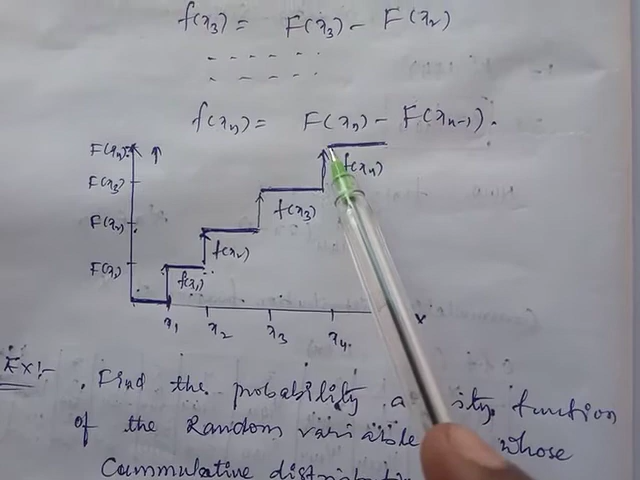 f(x3) = F(x3) - F(x2)
f(xn) = F(xn) - F(xn-1).
F(xn)
F(x3)
F(x2)
F(x1)
f(x1)
f(x2)
f(x3)
f(xn)
x1 x2 x3 x4 x
Ex:- Find the probability function
of the Random variable whose
Cummulative